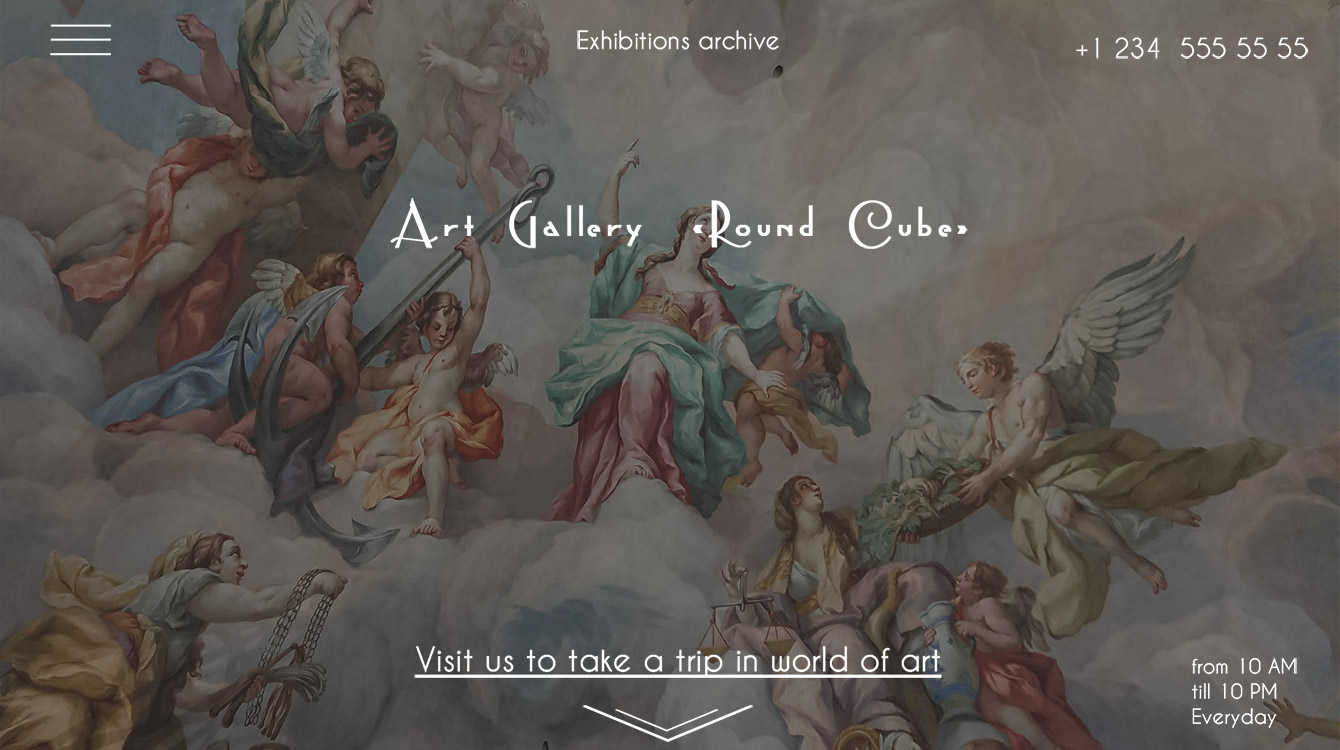 Exhibitions archive
+1 234 555 55 55
Art Gallery «Round Cube»
Visit us to take a trip in world of art
from 10 AM
till 10 PM
Everyday